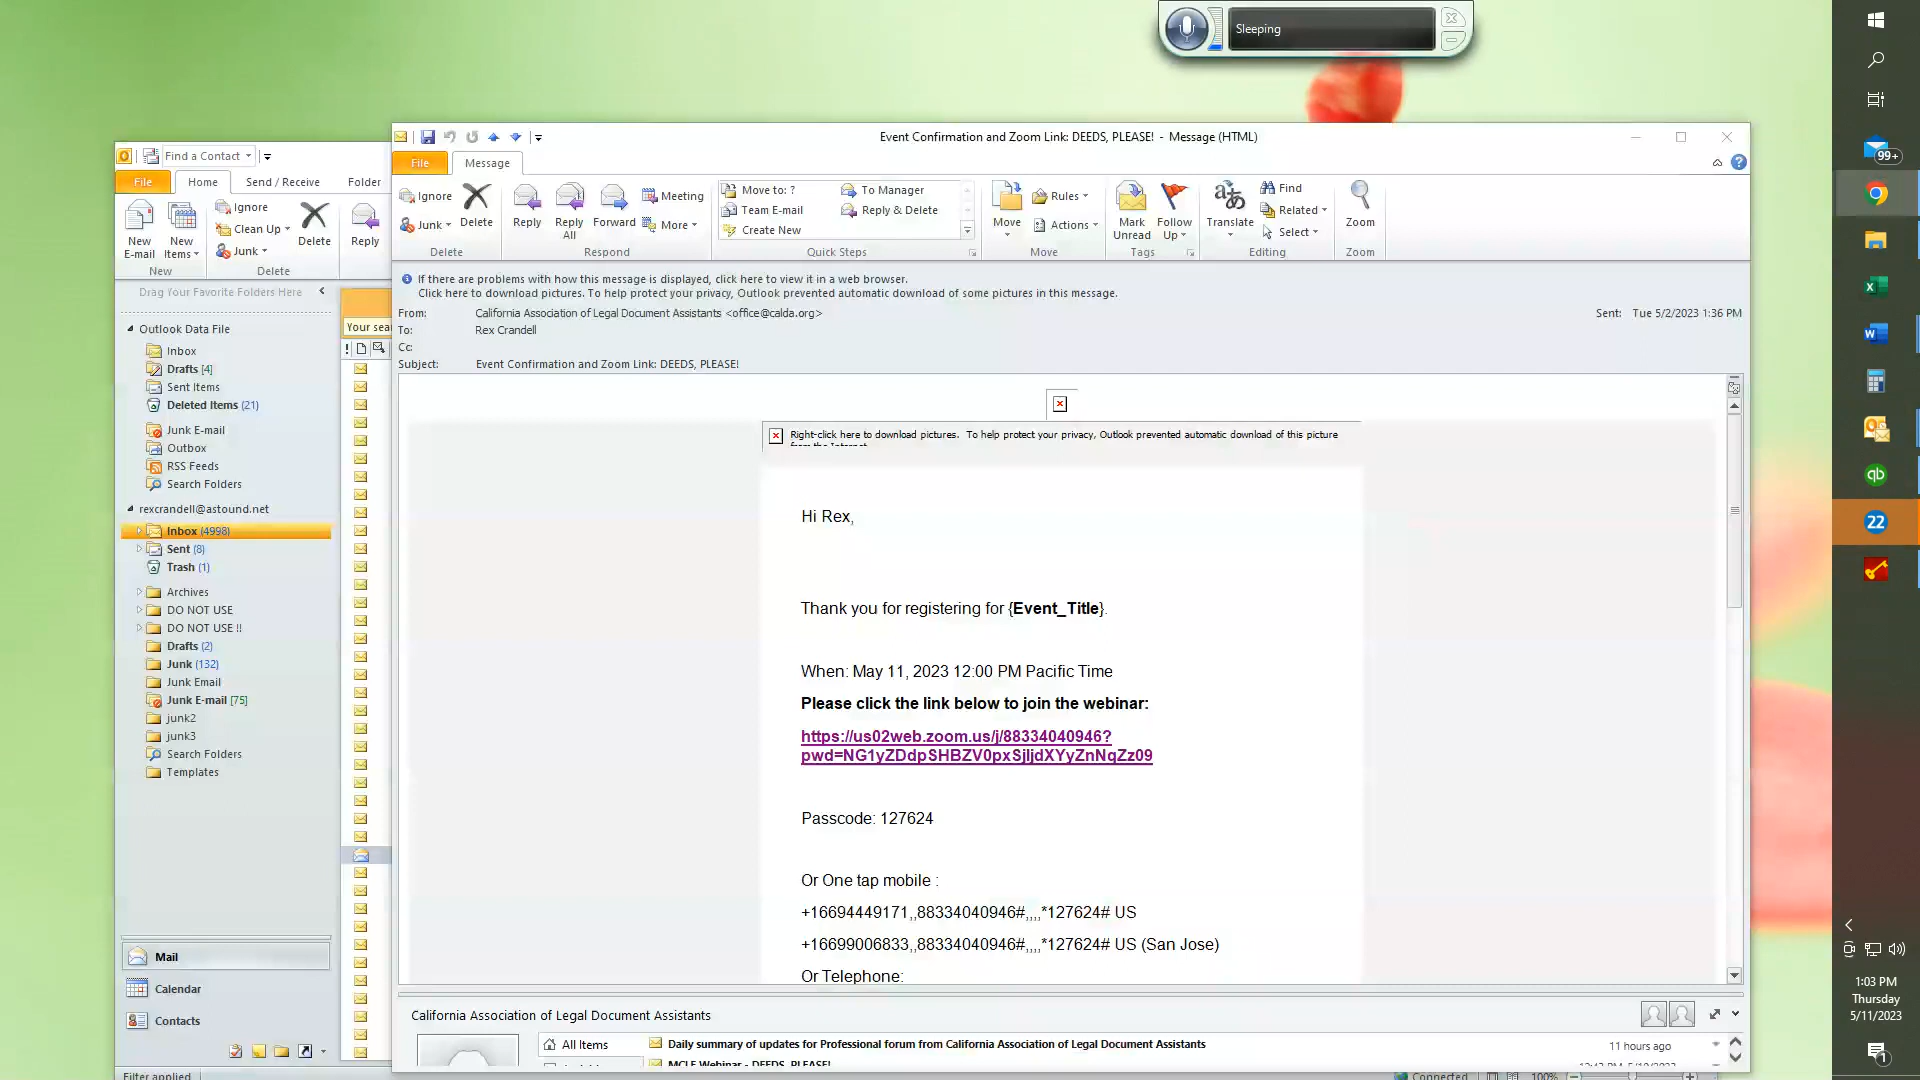 Sleeping
Find a Contact
File
Home
Send / Receive
Folder
New E-mail
New Items
New
Ignore
Clean Up
Junk
Delete
Delete
Reply
Drag Your Favorite Folders Here
Outlook Data File
Inbox
Drafts [4]
Sent Items
Deleted Items (21)
Junk E-mail
Outbox
RSS Feeds
Search Folders
rexcrandell@astound.net
Inbox (4998)
Sent (8)
Trash (1)
Archives
DO NOT USE
DO NOT USE !!
Drafts (2)
Junk (132)
Junk Email
Junk E-mail [75]
junk2
junk3
Search Folders
Templates
Mail
Calendar
Contacts
Filter applied
Event Confirmation and Zoom Link: DEEDS, PLEASE! - Message (HTML)
File
Message
Ignore
Junk
Delete
Delete
Reply
Reply All
Forward
Meeting
More
Respond
Move to: ?
Team E-mail
Create New
To Manager
Reply & Delete
Quick Steps
Move
Rules
Actions
Move
Mark Unread
Follow Up
Tags
Translate
Find
Related
Select
Editing
Zoom
Zoom
If there are problems with how this message is displayed, click here to view it in a web browser.
Click here to download pictures. To help protect your privacy, Outlook prevented automatic download of some pictures in this message.
From: California Association of Legal Document Assistants <office@calda.org>
Sent: Tue 5/2/2023 1:36 PM
To: Rex Crandell
Cc:
Subject: Event Confirmation and Zoom Link: DEEDS, PLEASE!
Right-click here to download pictures. To help protect your privacy, Outlook prevented automatic download of this picture
from the Internet.
Hi Rex,
Thank you for registering for {Event_Title}.
When: May 11, 2023 12:00 PM Pacific Time
Please click the link below to join the webinar:
https://us02web.zoom.us/j/88334040946?
pwd=NG1yZDdpSHBZV0pxSjljdXYyZnNqZz09
Passcode: 127624
Or One tap mobile :
+16694449171,,88334040946#,,,,*127624# US
+16699006833,,88334040946#,,,,*127624# US (San Jose)
Or Telephone:
California Association of Legal Document Assistants
All Items
Daily summary of updates for Professional forum from California Association of Legal Document Assistants
11 hours ago
MCLE Webinar - DEEDS, PLEASE!
Connected
100%
99+
22
1:03 PM
Thursday
5/11/2023
1